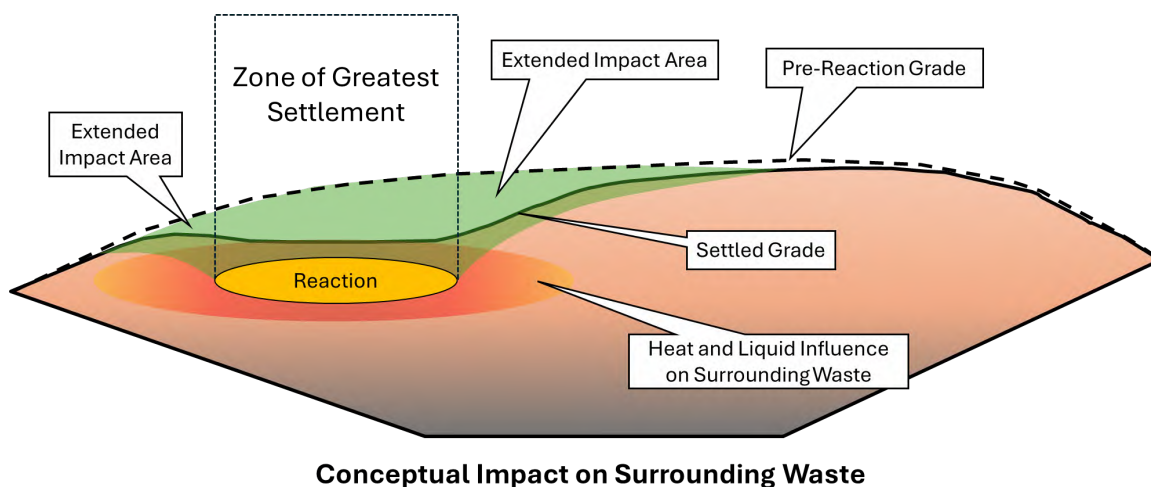 Zone of Greatest
Settlement
Extended Impact Area
Pre-Reaction Grade
Extended
Impact Area
Settled Grade
Reaction
Heat and Liquid Influence
on Surrounding Waste
Conceptual Impact on Surrounding Waste